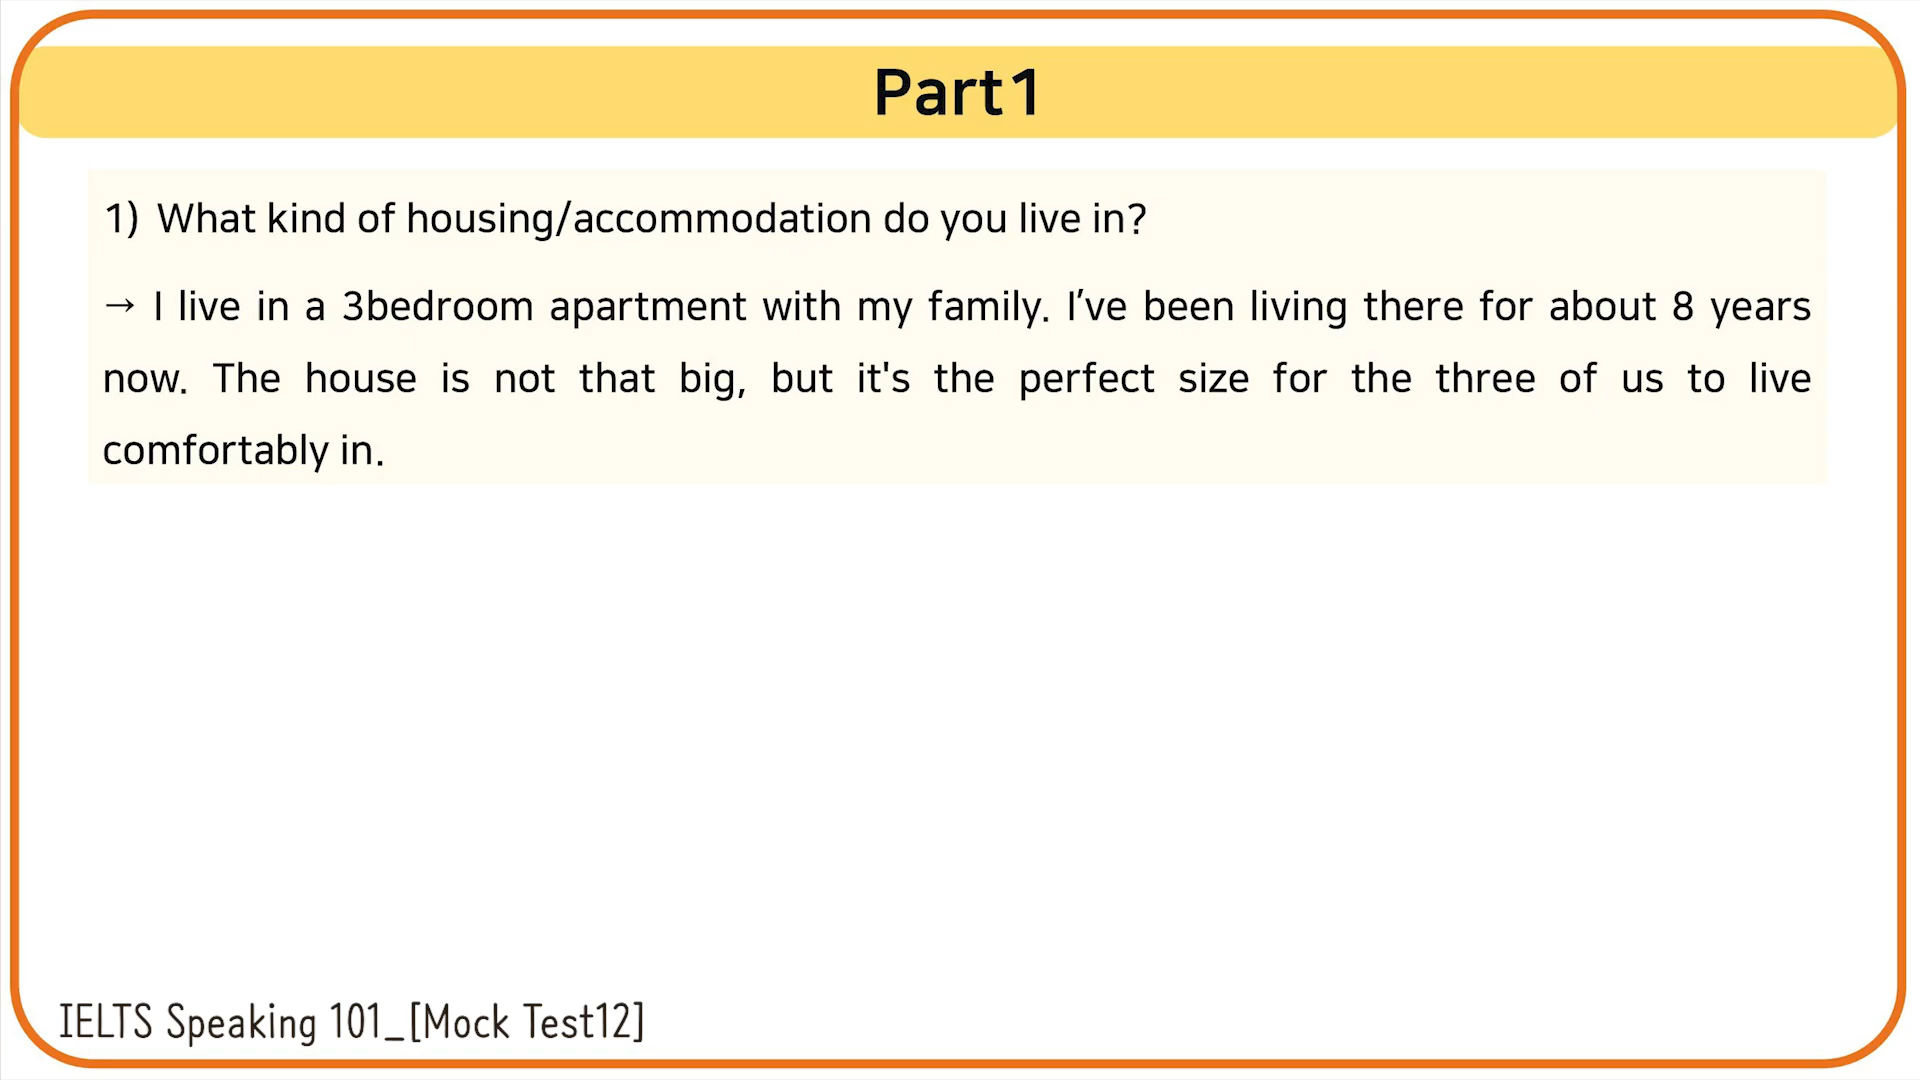 Part1
1) What kind of housing/accommodation do you live in?
→ I live in a 3bedroom apartment with my family. I’ve been living there for about 8 years
now. The house is not that big, but it's the perfect size for the three of us to live
comfortably in.
IELTS Speaking 101_[Mock Test12]